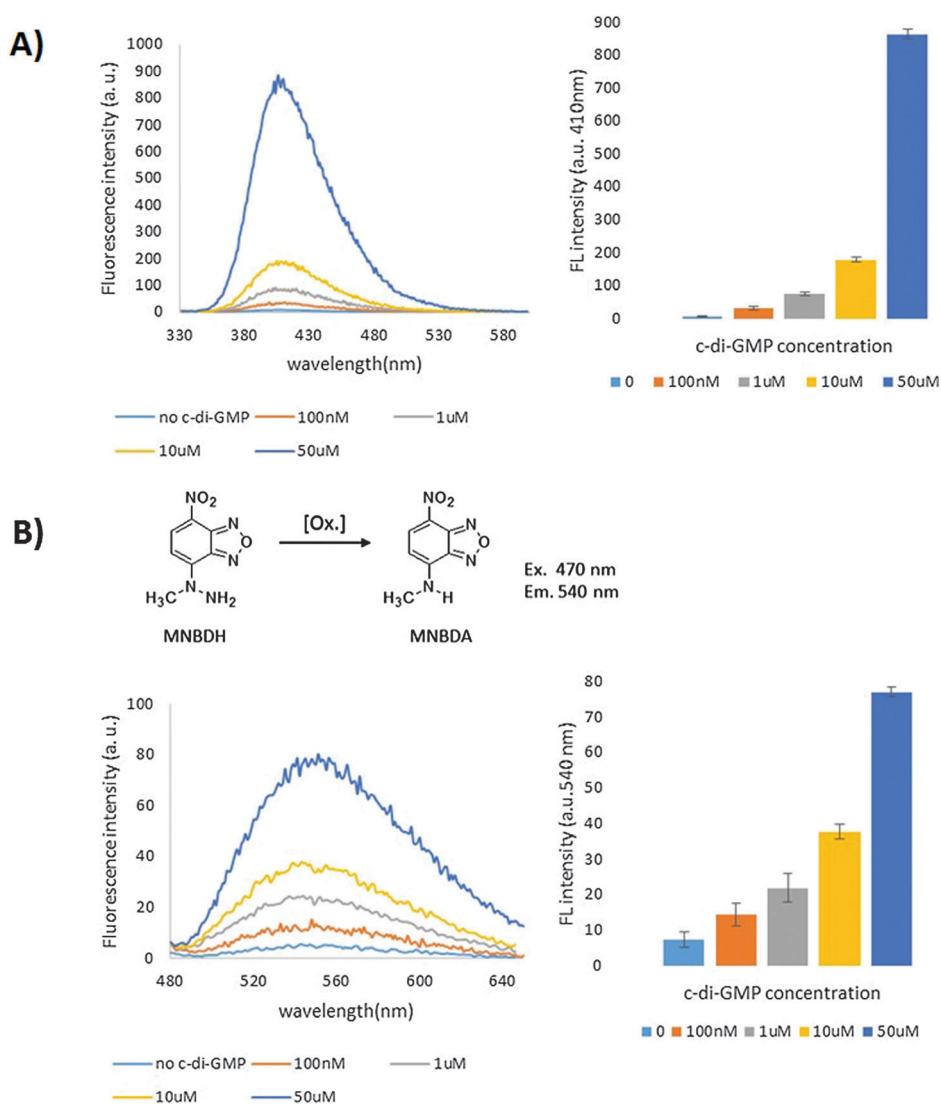 A)
Fluorescence intensity (a. u.)
1000
900
800
700
600
500
400
300
200
100
0
330 380 430 480 530 580
wavelength(nm)
no c-di-GMP 100nM 1uM
10uM 50uM
FL intensity (a.u. 410nm)
900
800
700
600
500
400
300
200
100
0
c-di-GMP concentration
0 100nM 1uM 10uM 50uM
B)
NO2
N
O
N
N
H3C NH2
MNBDH
[Ox.]
NO2
N
O
N
N
H3C H
MNBDA
Ex. 470 nm
Em. 540 nm
Fluorescence intensity (a. u.)
100
80
60
40
20
0
480 520 560 600 640
wavelength(nm)
no c-di-GMP 100nM 1uM
10uM 50uM
FL intensity (a.u.540 nm)
80
70
60
50
40
30
20
10
0
c-di-GMP concentration
0 100nM 1uM 10uM 50uM